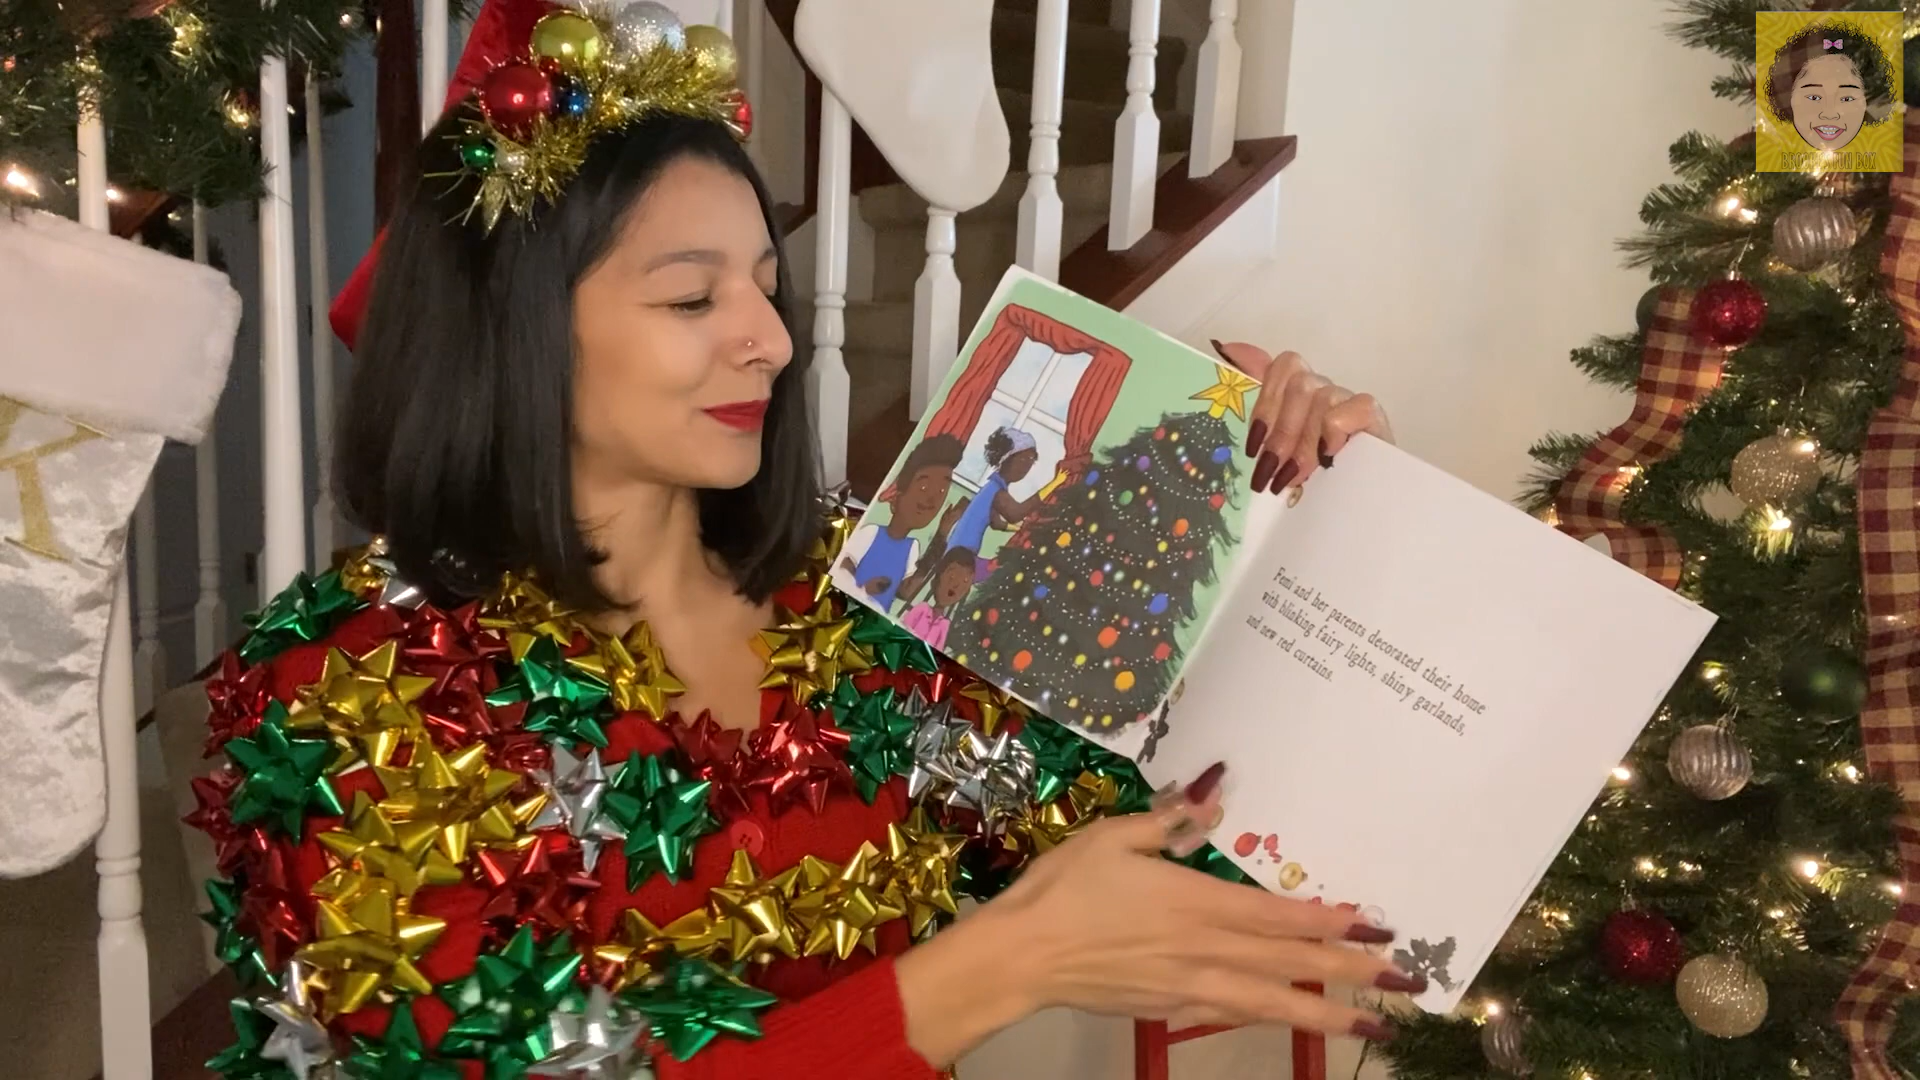 Femi and her parents decorated their home
with blinking fairy lights, shiny garlands,
and new red curtains.